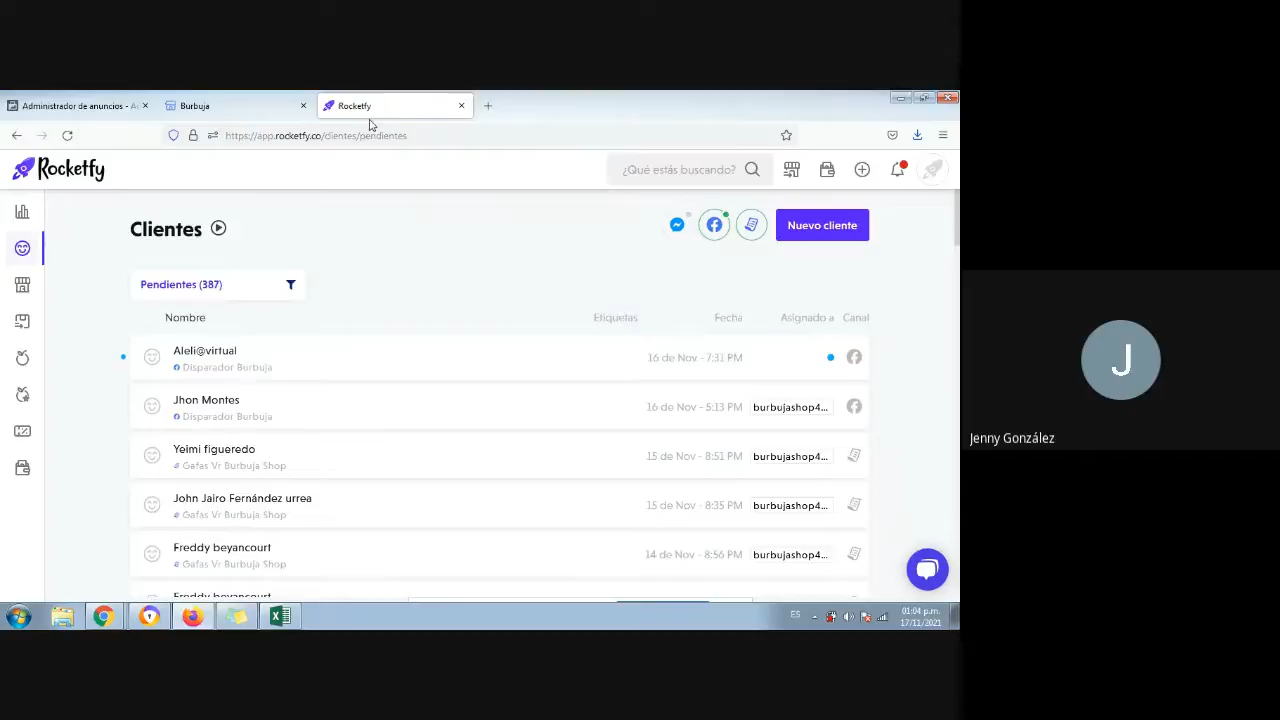 Administrador de anuncios - Ac
Burbuja
Rocketfy
https://app.rocketfy.co/clientes/pendientes
Rocketfy
¿Qué estás buscando?
Clientes
Nuevo cliente
Pendientes (387)
Nombre Etiquetas Fecha Asignado a Canal
Aleli@virtual
Disparador Burbuja
16 de Nov - 7:31 PM
Jhon Montes
Disparador Burbuja
16 de Nov - 5:13 PM burbujashop4...
Yeimi figueredo
Gafas Vr Burbuja Shop
15 de Nov - 8:51 PM burbujashop4...
John Jairo Fernández urrea
Gafas Vr Burbuja Shop
15 de Nov - 8:35 PM burbujashop4...
Freddy beyancourt
Gafas Vr Burbuja Shop
14 de Nov - 8:56 PM burbujashop4...
Freddy beyancourt
ES
01:04 p.m.
17/11/2021
J
Jenny González